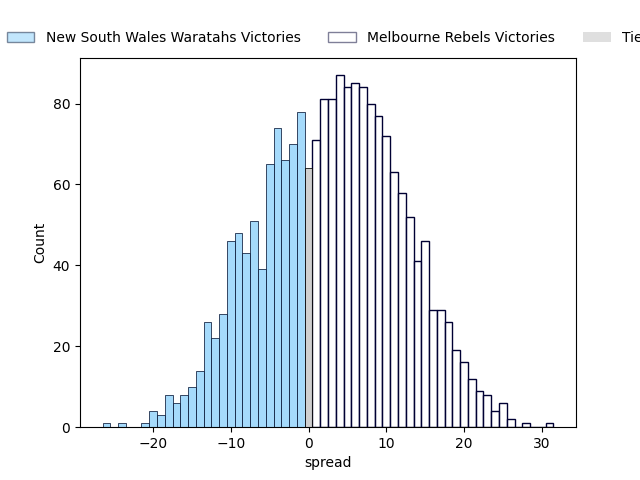 New South Wales Waratahs Victories Melbourne Rebels Victories Tie
80
60
40
20
0
Count
−20 −10 0 10 20 30
spread